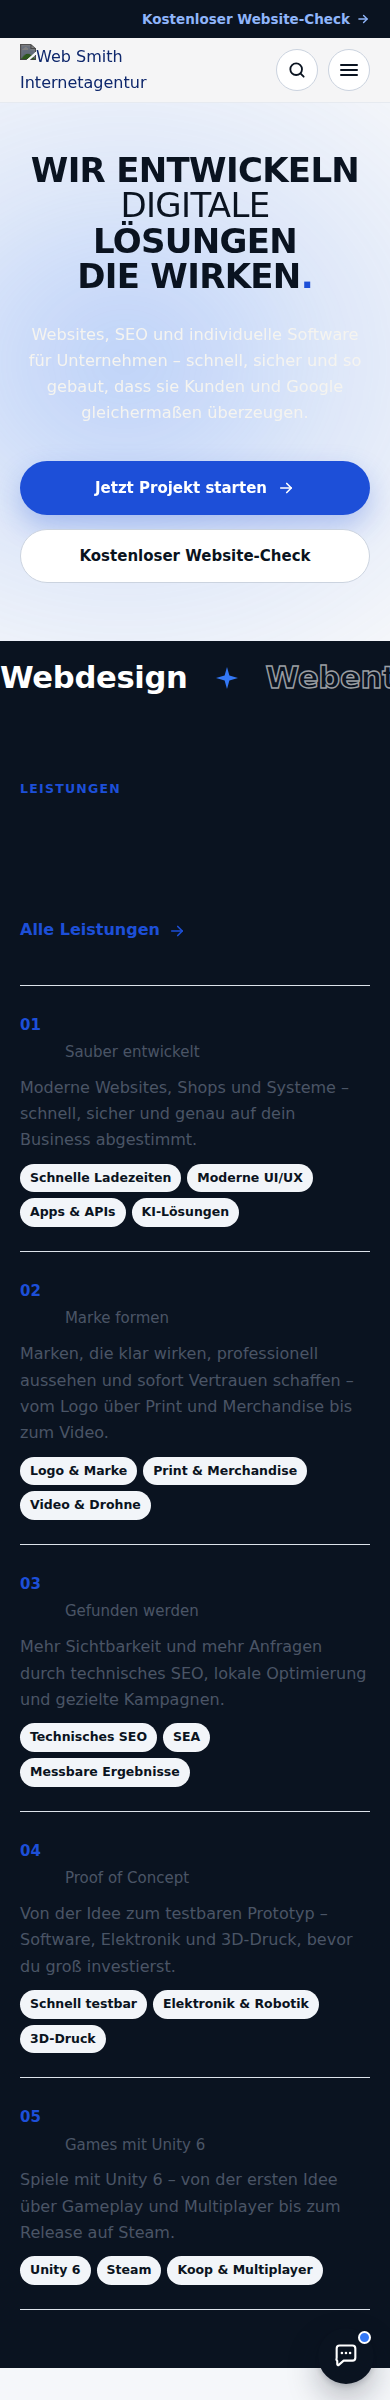 Kostenloser Website-Check →
Web Smith
Internetagentur
WIR ENTWICKELN
DIGITALE
LÖSUNGEN
DIE WIRKEN.
Websites, SEO und individuelle Software
für Unternehmen – schnell, sicher und so
gebaut, dass sie Kunden und Google
gleichermaßen überzeugen.
Jetzt Projekt starten →
Kostenloser Website-Check
Webdesign
LEISTUNGEN
Alle Leistungen →
01
Sauber entwickelt
Moderne Websites, Shops und Systeme –
schnell, sicher und genau auf dein
Business abgestimmt.
Schnelle Ladezeiten Moderne UI/UX
Apps & APIs KI-Lösungen
02
Marke formen
Marken, die klar wirken, professionell
aussehen und sofort Vertrauen schaffen –
vom Logo über Print und Merchandise bis
zum Video.
Logo & Marke Print & Merchandise
Video & Drohne
03
Gefunden werden
Mehr Sichtbarkeit und mehr Anfragen
durch technisches SEO, lokale Optimierung
und gezielte Kampagnen.
Technisches SEO SEA
Messbare Ergebnisse
04
Proof of Concept
Von der Idee zum testbaren Prototyp –
Software, Elektronik und 3D-Druck, bevor
du groß investierst.
Schnell testbar Elektronik & Robotik
3D-Druck
05
Games mit Unity 6
Spiele mit Unity 6 – von der ersten Idee
über Gameplay und Multiplayer bis zum
Release auf Steam.
Unity 6 Steam Koop & Multiplayer